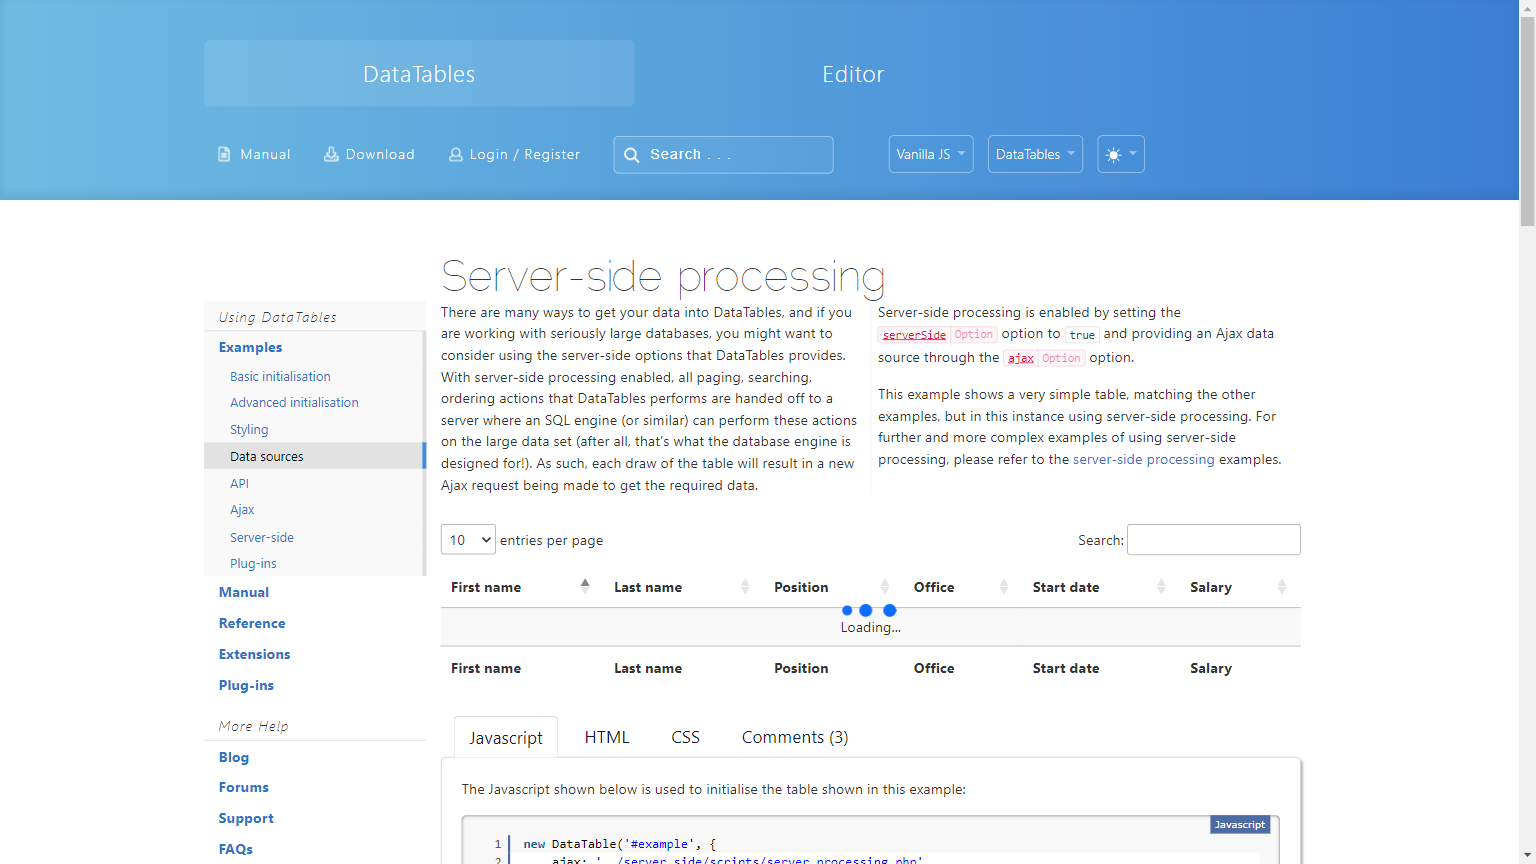 DataTables
Editor
Manual
Download
Login / Register
Search . . .
Vanilla JS
DataTables
Server-side processing
Using DataTables
Examples
Basic initialisation
Advanced initialisation
Styling
Data sources
API
Ajax
Server-side
Plug-ins
Manual
Reference
Extensions
Plug-ins
More Help
Blog
Forums
Support
FAQs
There are many ways to get your data into DataTables, and if you
are working with seriously large databases, you might want to
consider using the server-side options that DataTables provides.
With server-side processing enabled, all paging, searching,
ordering actions that DataTables performs are handed off to a
server where an SQL engine (or similar) can perform these actions
on the large data set (after all, that's what the database engine is
designed for!). As such, each draw of the table will result in a new
Ajax request being made to get the required data.
Server-side processing is enabled by setting the
serverSide Option option to true and providing an Ajax data
source through the ajax Option option.
This example shows a very simple table, matching the other
examples, but in this instance using server-side processing. For
further and more complex examples of using server-side
processing, please refer to the server-side processing examples.
10 entries per page
Search:
First name Last name Position Office Start date Salary
Loading...
First name Last name Position Office Start date Salary
Javascript HTML CSS Comments (3)
The Javascript shown below is used to initialise the table shown in this example:
Javascript
1 new DataTable('#example', {
2 ajax: '../server_side/scripts/server_processing.php'